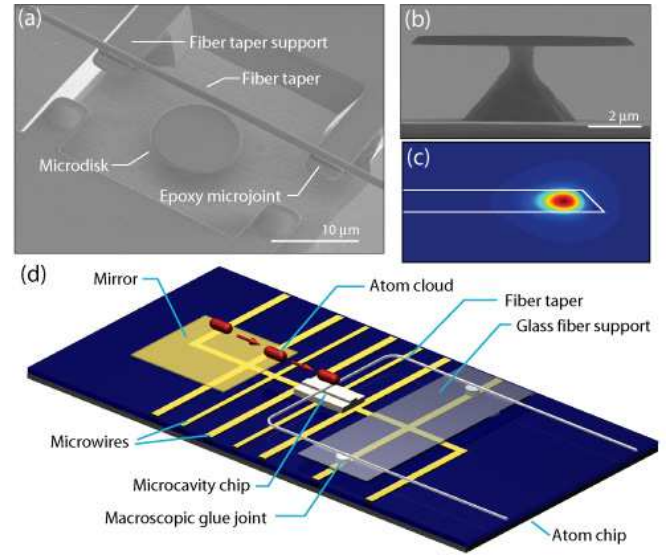 (a)
Fiber taper support
Fiber taper
Microdisk
Epoxy microjoint
10 µm
(b)
2 µm
(c)
(d)
Mirror
Atom cloud
Fiber taper
Glass fiber support
Microwires
Microcavity chip
Macroscopic glue joint
Atom chip